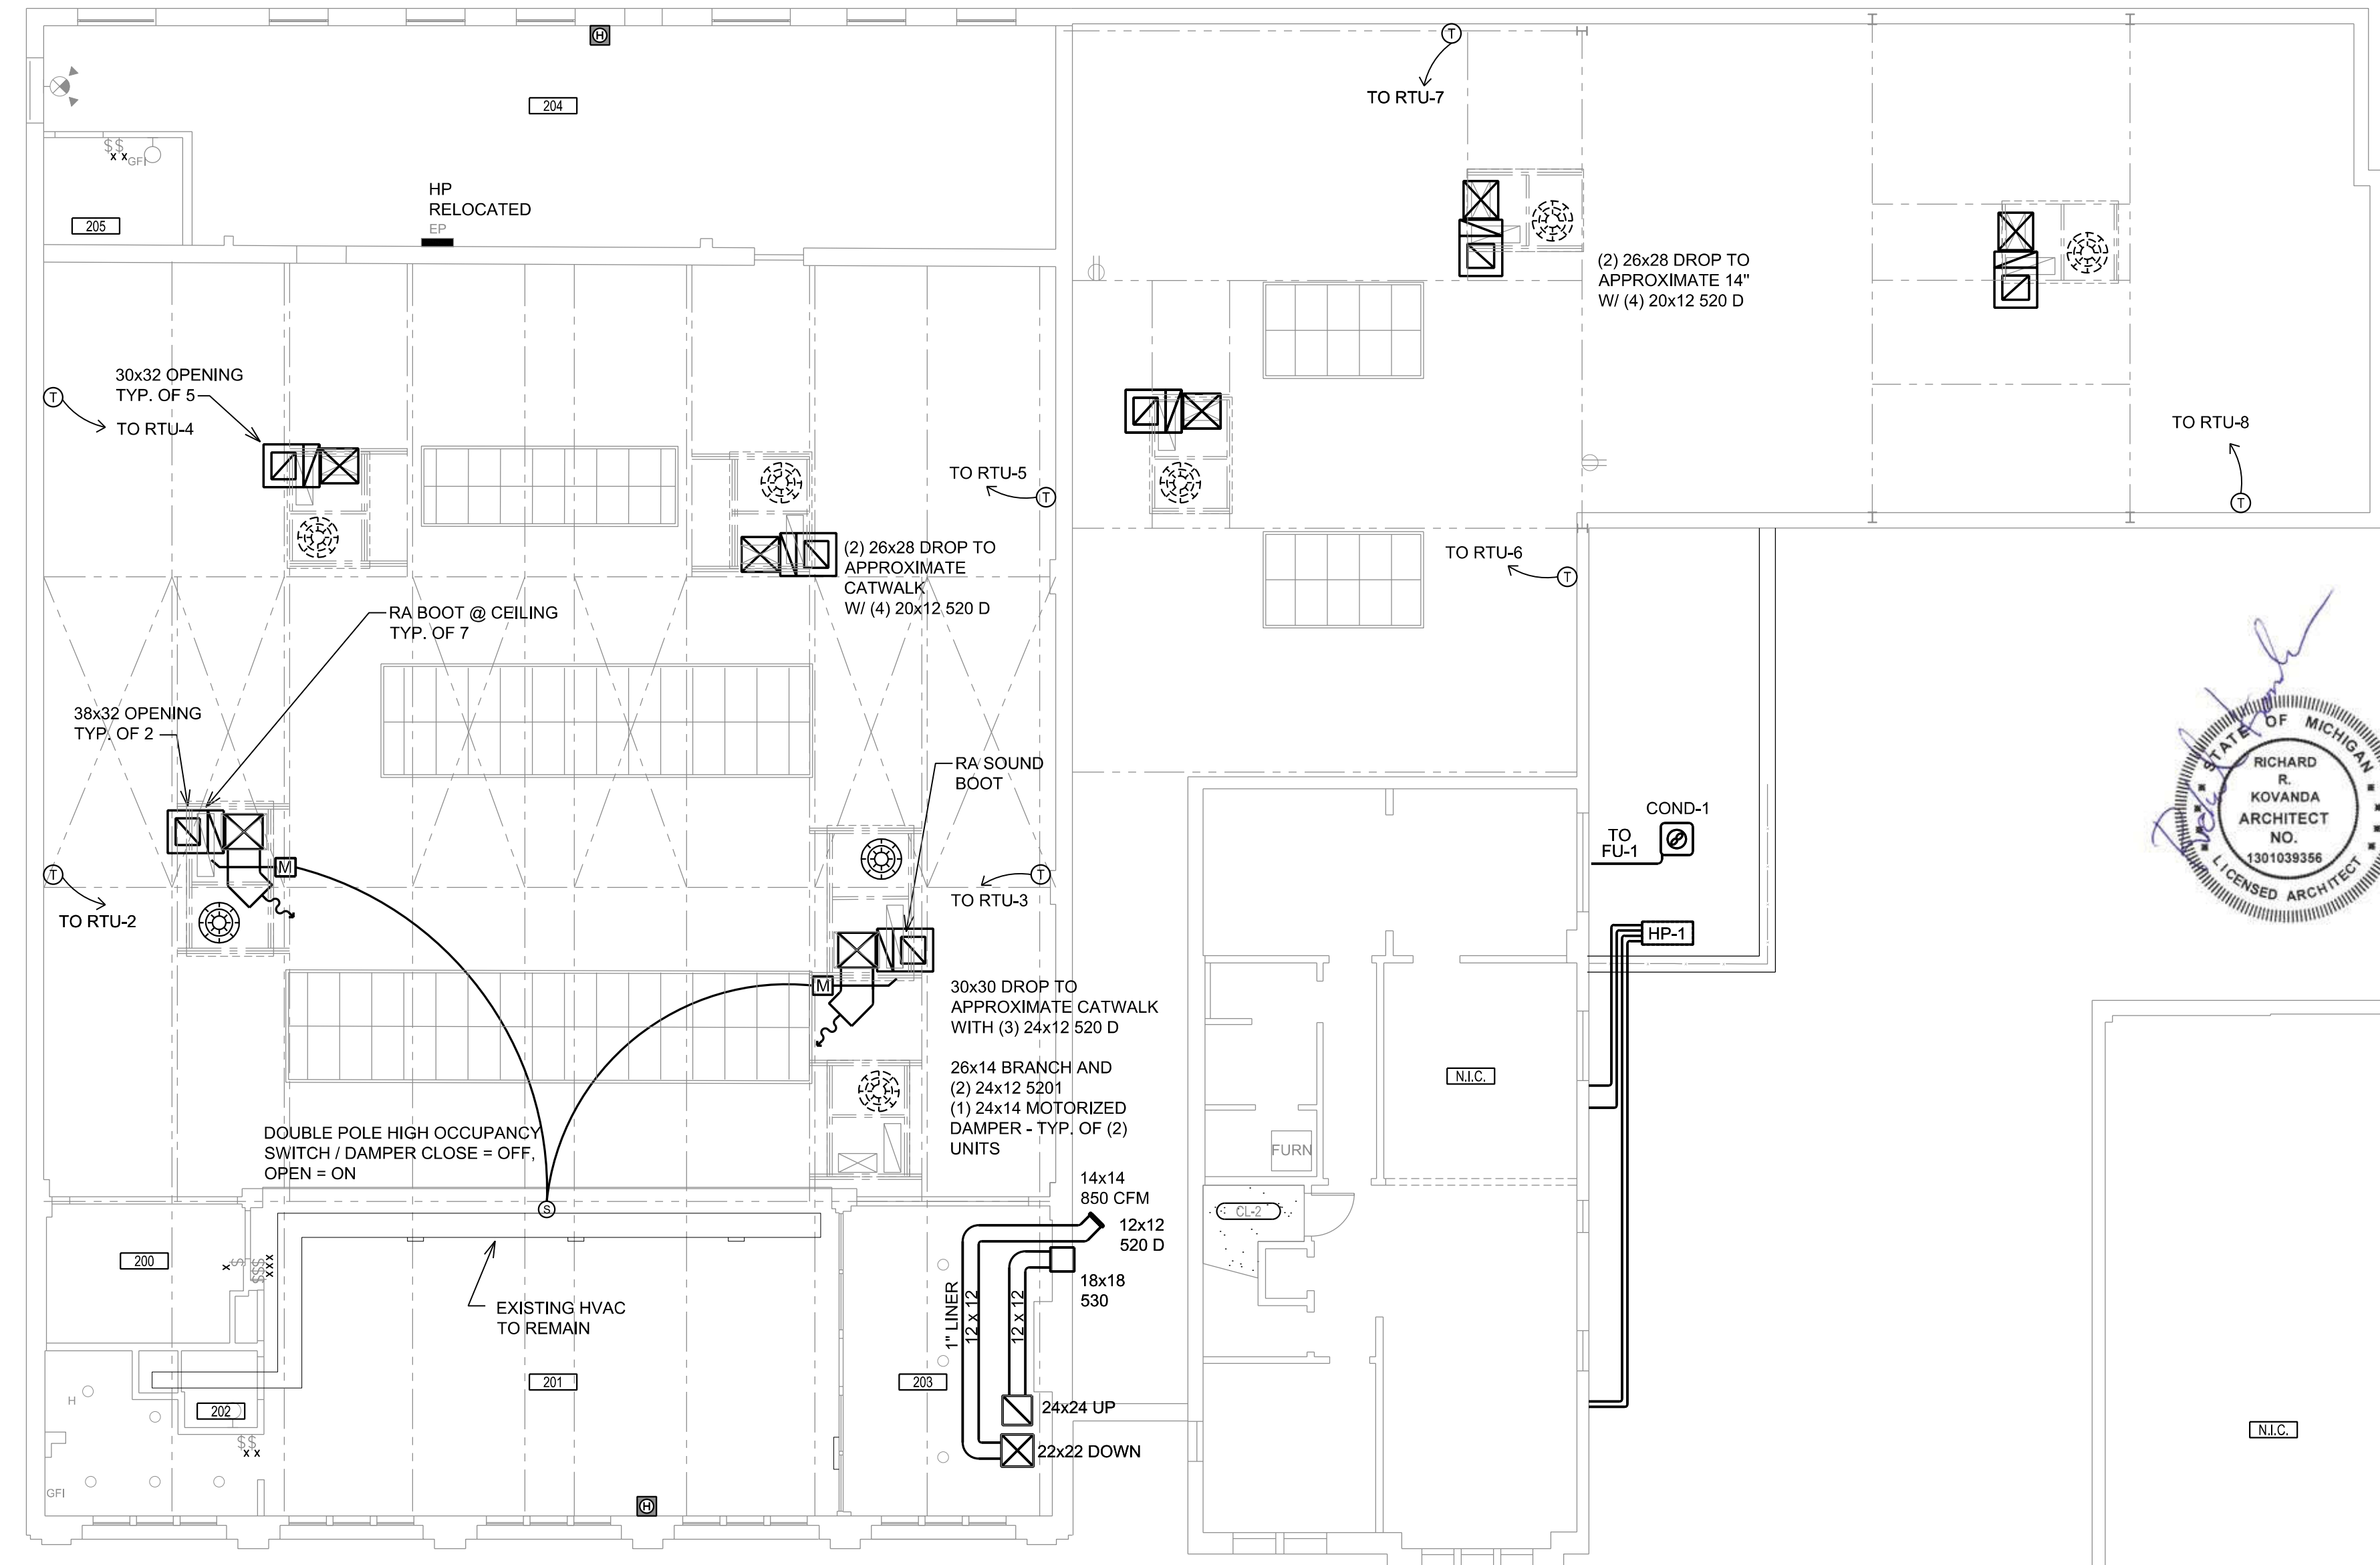 H
204
$$
x x
GFI
205
HP
RELOCATED
EP
T
TO RTU-7
(2) 26x28 DROP TO
APPROXIMATE 14"
W/ (4) 20x12 520 D
30x32 OPENING
TYP. OF 5
T
TO RTU-4
TO RTU-5
T
TO RTU-8
T
(2) 26x28 DROP TO
APPROXIMATE
CATWALK
W/ (4) 20x12 520 D
TO RTU-6
T
RA BOOT @ CEILING
TYP. OF 7
38x32 OPENING
TYP. OF 2
RA SOUND
BOOT
M
T
TO RTU-2
T
TO RTU-3
M
30x30 DROP TO
APPROXIMATE CATWALK
WITH (3) 24x12 520 D
26x14 BRANCH AND
(2) 24x12 5201
(1) 24x14 MOTORIZED
DAMPER - TYP. OF (2)
UNITS
DOUBLE POLE HIGH OCCUPANCY
SWITCH / DAMPER CLOSE = OFF,
OPEN = ON
S
14x14
850 CFM
12x12
520 D
18x18
530
1" LINER
12 x 12
12 x 12
24x24 UP
22x22 DOWN
200
x
$
$$$
xxx
EXISTING HVAC
TO REMAIN
201
203
202
H
$$
x x
GFI
H
COND-1
TO
FU-1
HP-1
N.I.C.
FURN
CL-2
N.I.C.
STATE OF MICHIGAN
RICHARD
R.
KOVANDA
ARCHITECT
NO.
1301039356
LICENSED ARCHITECT